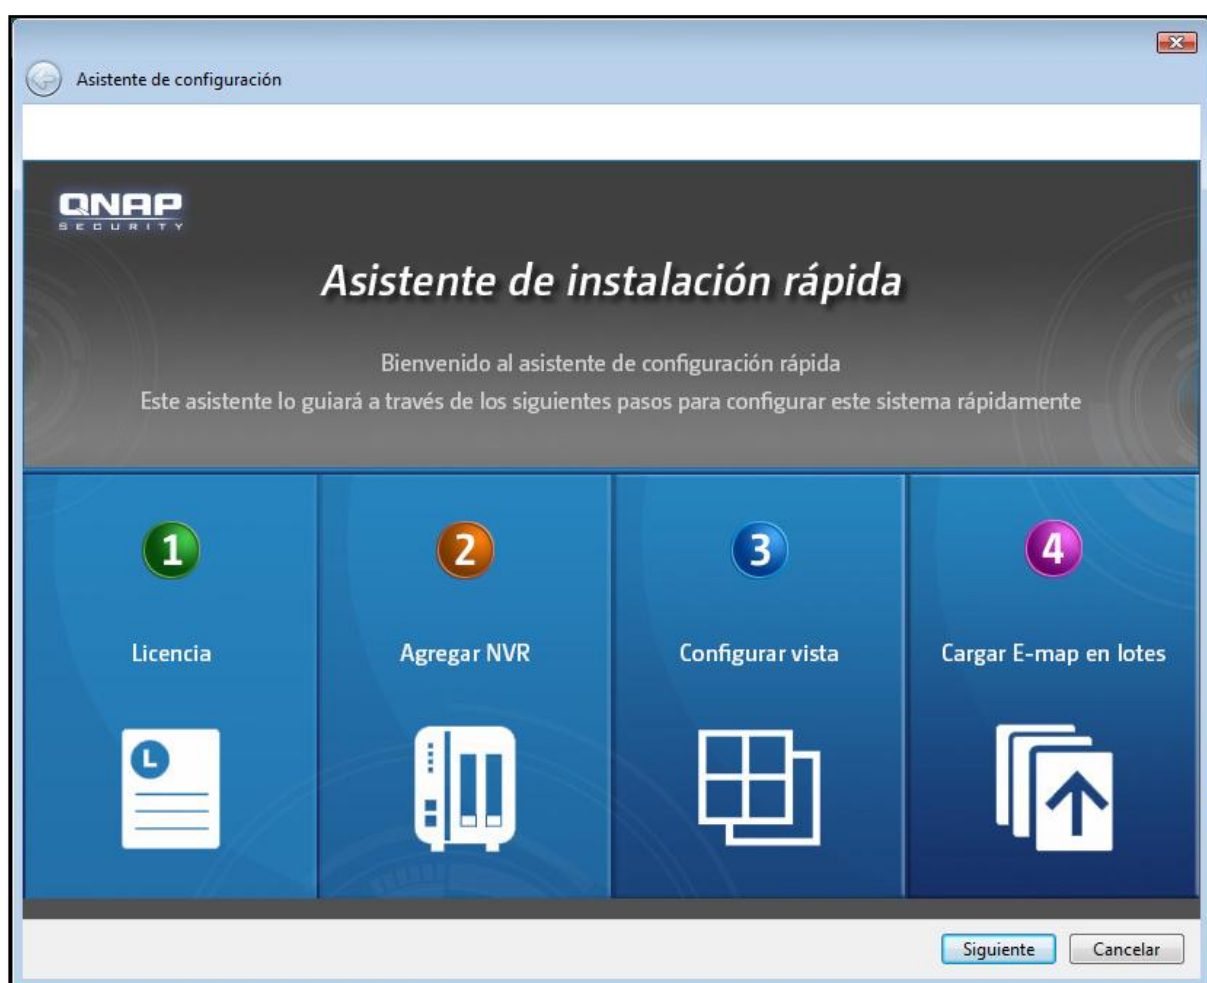 Asistente de configuración
QNAP
SECURITY
Asistente de instalación rápida
Bienvenido al asistente de configuración rápida
Este asistente lo guiará a través de los siguientes pasos para configurar este sistema rápidamente
1
2
3
4
Licencia
Agregar NVR
Configurar vista
Cargar E-map en lotes
L
Siguiente
Cancelar